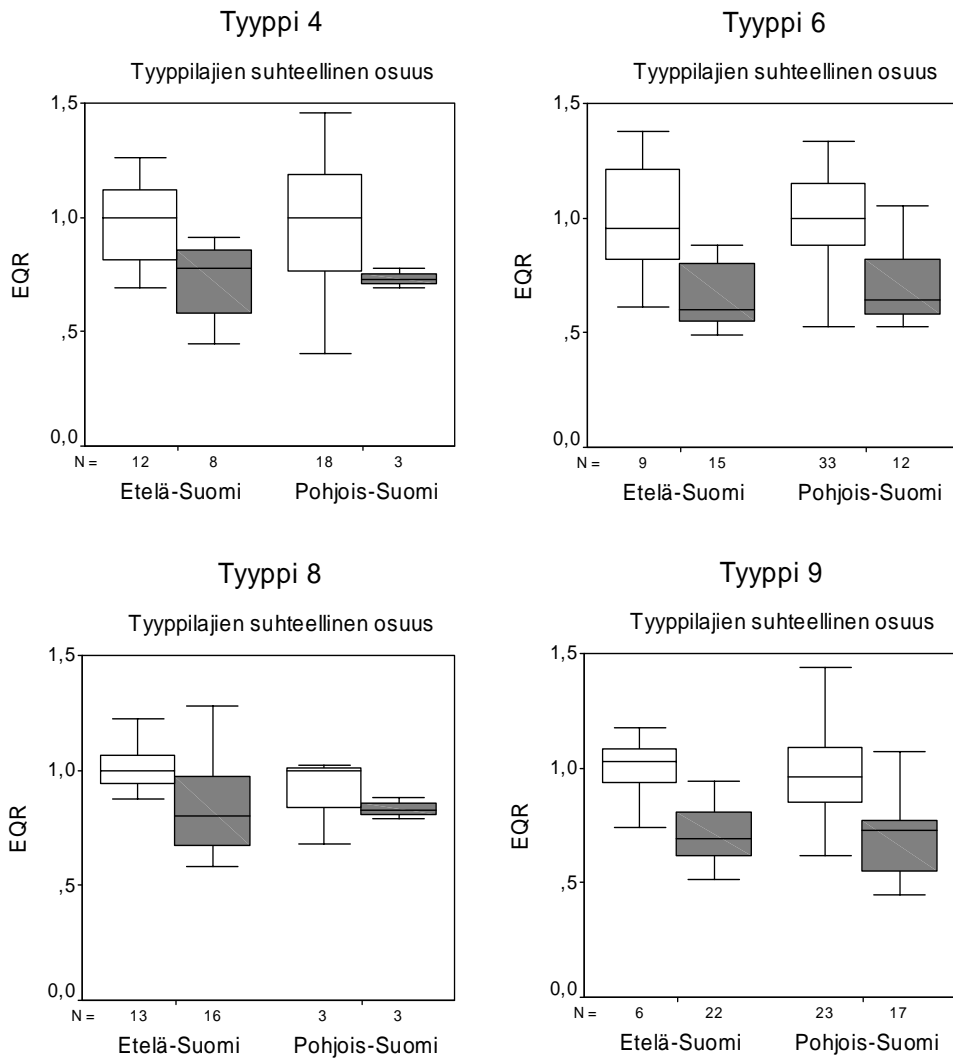 Tyyppi 4
Tyyppilajien suhteellinen osuus
EQR
1,5
1,0
,5
0,0
N = 12 8 18 3
Etelä-Suomi Pohjois-Suomi
Tyyppi 6
Tyyppilajien suhteellinen osuus
EQR
1,5
1,0
,5
0,0
N = 9 15 33 12
Etelä-Suomi Pohjois-Suomi
Tyyppi 8
Tyyppilajien suhteellinen osuus
EQR
1,5
1,0
,5
0,0
N = 13 16 3 3
Etelä-Suomi Pohjois-Suomi
Tyyppi 9
Tyyppilajien suhteellinen osuus
EQR
1,5
1,0
,5
0,0
N = 6 22 23 17
Etelä-Suomi Pohjois-Suomi